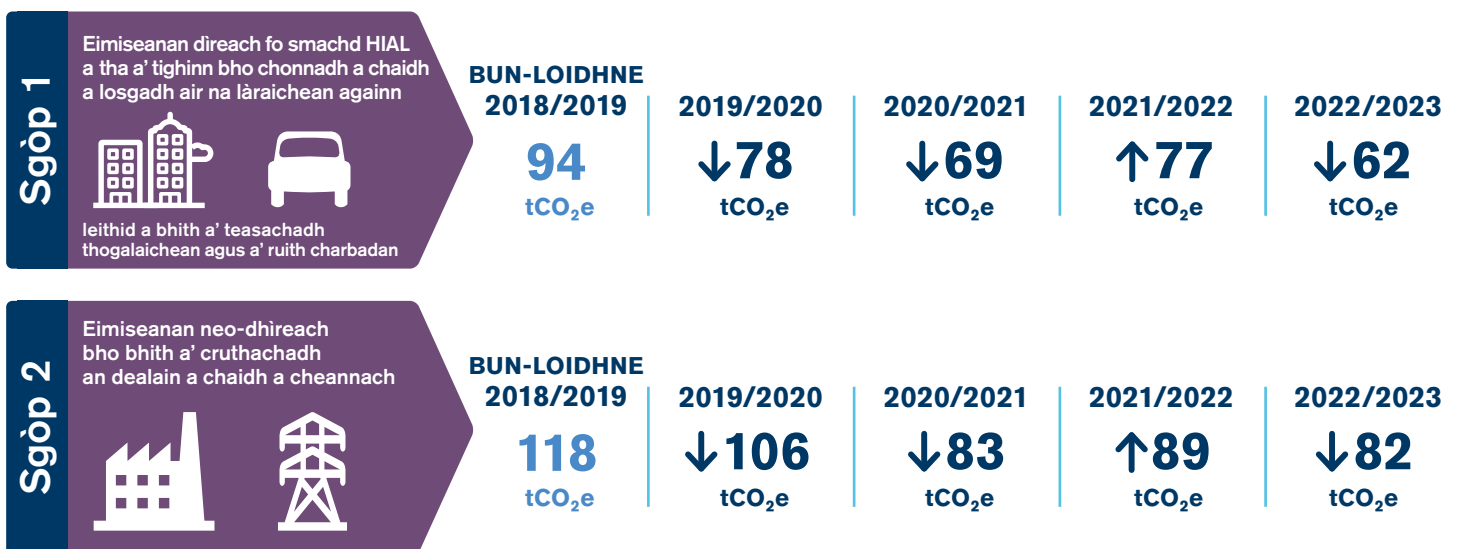 Sgòp 1
Eimiseanan dìreach fo smachd HIAL
a tha a’ tighinn bho chonnadh a chaidh
a losgadh air na làraichean againn
leithid a bhith a’ teasachadh
thogalaichean agus a’ ruith charbadan
BUN-LOIDHNE
2018/2019
94
tCO₂e
2019/2020
↓78
tCO₂e
2020/2021
↓69
tCO₂e
2021/2022
↑77
tCO₂e
2022/2023
↓62
tCO₂e
Sgòp 2
Eimiseanan neo-dhìreach
bho bhith a’ cruthachadh
an dealain a chaidh a cheannach
BUN-LOIDHNE
2018/2019
118
tCO₂e
2019/2020
↓106
tCO₂e
2020/2021
↓83
tCO₂e
2021/2022
↑89
tCO₂e
2022/2023
↓82
tCO₂e